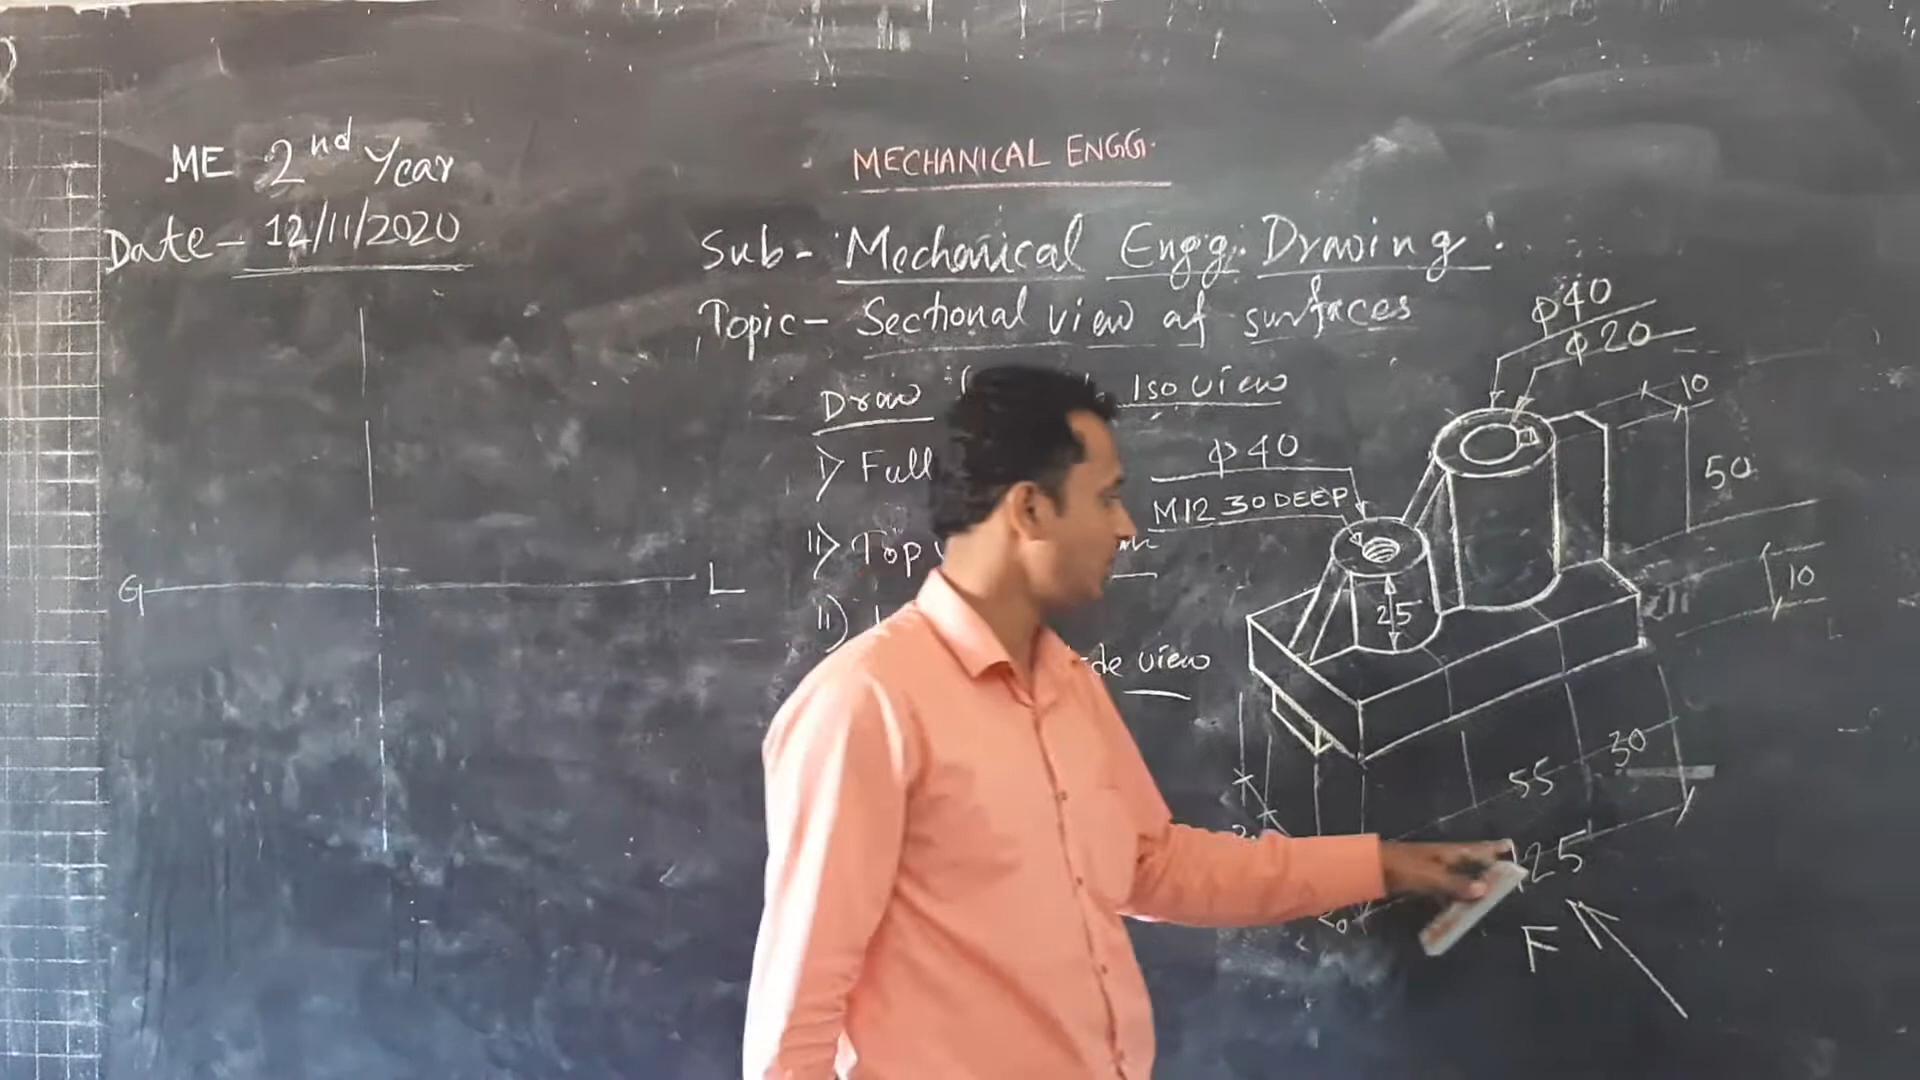 ME 2nd Year
Date - 12/11/2020
MECHANICAL ENGG.
Sub - Mechanical Engg. Drawing.
Topic - Sectional view of surfaces
Draw Iso view
i) Full
ii) Top
de view
G L
φ40
φ20
10
50
φ40
M12 30 DEEP
25
10
30
55
125
F